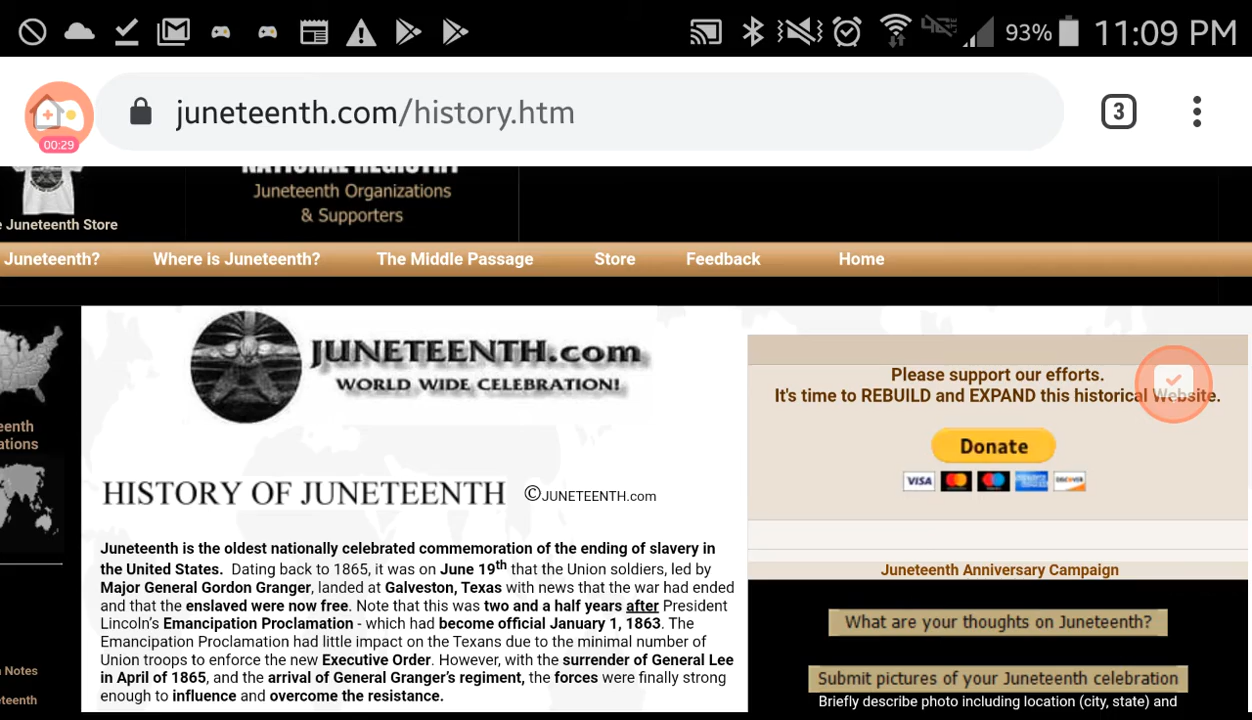 93% 11:09 PM
juneteenth.com/history.htm
3
00:29
NATIONAL REGISTRY
Juneteenth Organizations
& Supporters
Juneteenth Store
Juneteenth? Where is Juneteenth? The Middle Passage Store Feedback Home
JUNETEENTH.com
WORLD WIDE CELEBRATION!
Please support our efforts.
It's time to REBUILD and EXPAND this historical Website.
Donate
VISA
HISTORY OF JUNETEENTH ©JUNETEENTH.com
Juneteenth is the oldest nationally celebrated commemoration of the ending of slavery in
the United States. Dating back to 1865, it was on June 19th that the Union soldiers, led by
Major General Gordon Granger, landed at Galveston, Texas with news that the war had ended
and that the enslaved were now free. Note that this was two and a half years after President
Lincoln's Emancipation Proclamation - which had become official January 1, 1863. The
Emancipation Proclamation had little impact on the Texans due to the minimal number of
Union troops to enforce the new Executive Order. However, with the surrender of General Lee
in April of 1865, and the arrival of General Granger's regiment, the forces were finally strong
enough to influence and overcome the resistance.
Juneteenth Anniversary Campaign
What are your thoughts on Juneteenth?
Submit pictures of your Juneteenth celebration
Briefly describe photo including location (city, state) and
eenth
ations
Notes
eteenth